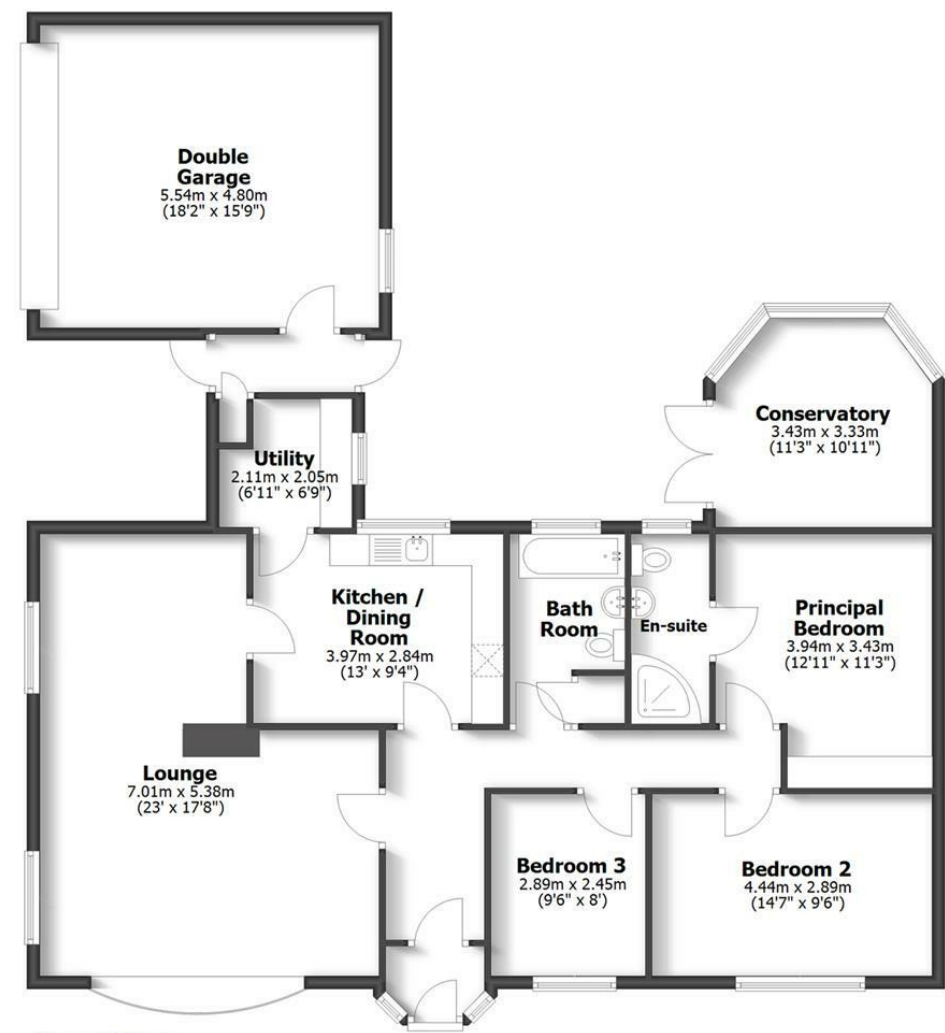 Double
Garage
5.54m x 4.80m
(18'2" x 15'9")
Conservatory
3.43m x 3.33m
(11'3" x 10'11")
Utility
2.11m x 2.05m
(6'11" x 6'9")
Kitchen /
Dining
Room
3.97m x 2.84m
(13' x 9'4")
Bath
Room
En-suite
Principal
Bedroom
3.94m x 3.43m
(12'11" x 11'3")
Lounge
7.01m x 5.38m
(23' x 17'8")
Bedroom 3
2.89m x 2.45m
(9'6" x 8')
Bedroom 2
4.44m x 2.89m
(14'7" x 9'6")